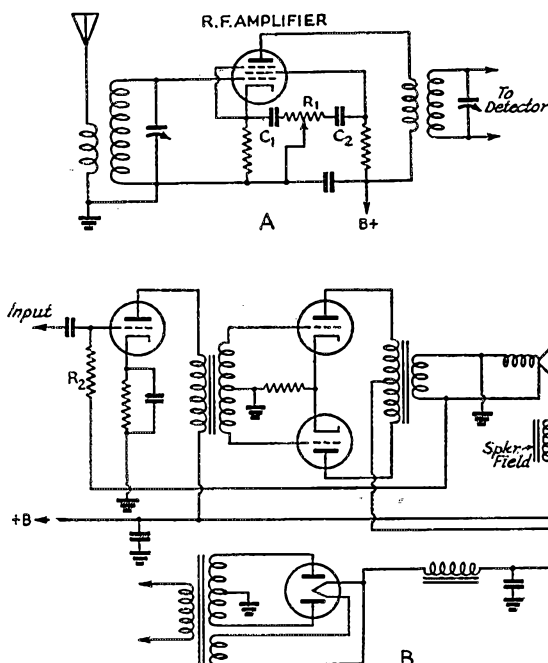 R.F. AMPLIFIER
R₁
C₁
C₂
To
Detector
A
B+
Input
R₂
Spkr.
Field
+B
B